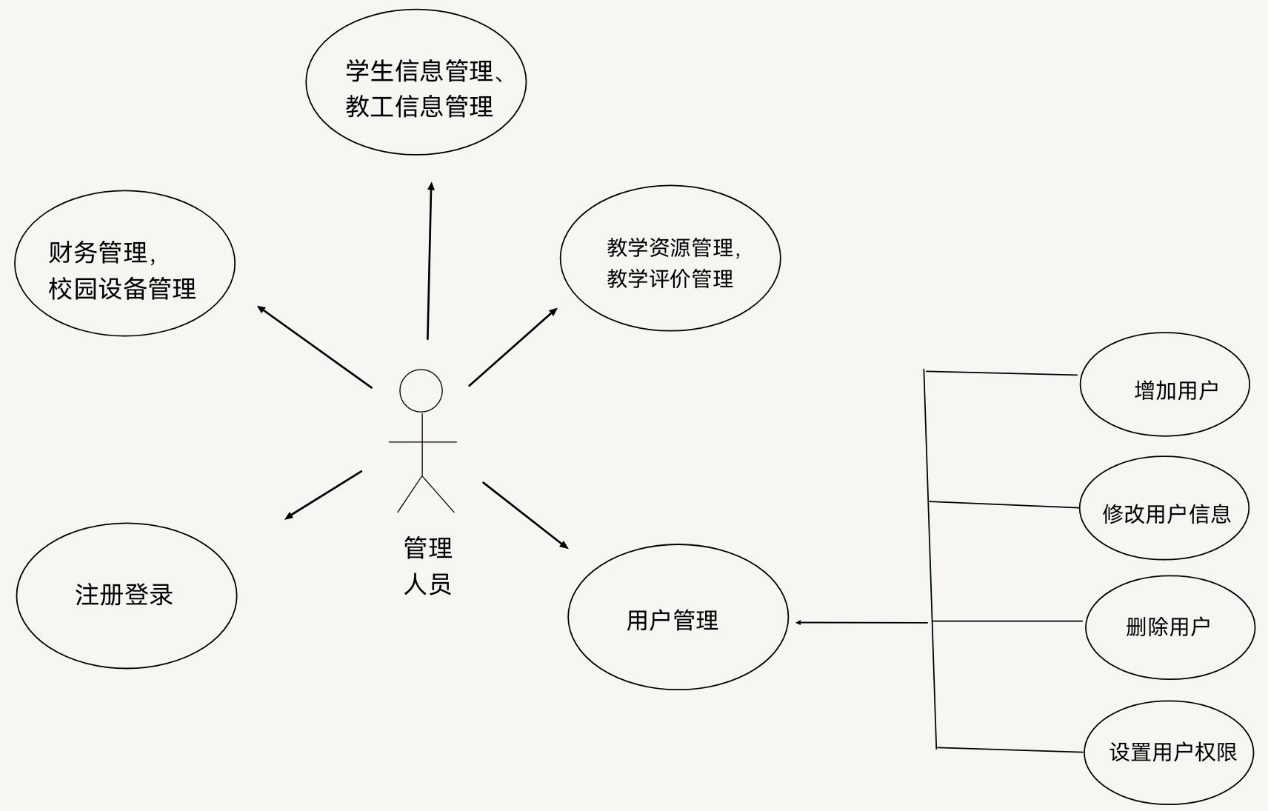 学生信息管理、
教工信息管理
财务管理，
校园设备管理
教学资源管理，
教学评价管理
增加用户
修改用户信息
管理
人员
注册登录
用户管理
删除用户
设置用户权限